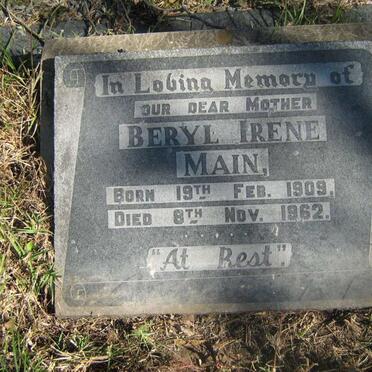 In Loving Memory of
OUR DEAR MOTHER
BERYL IRENE
MAIN,
BORN 19TH FEB. 1909.
DIED 8TH NOV. 1962.
"At Rest".